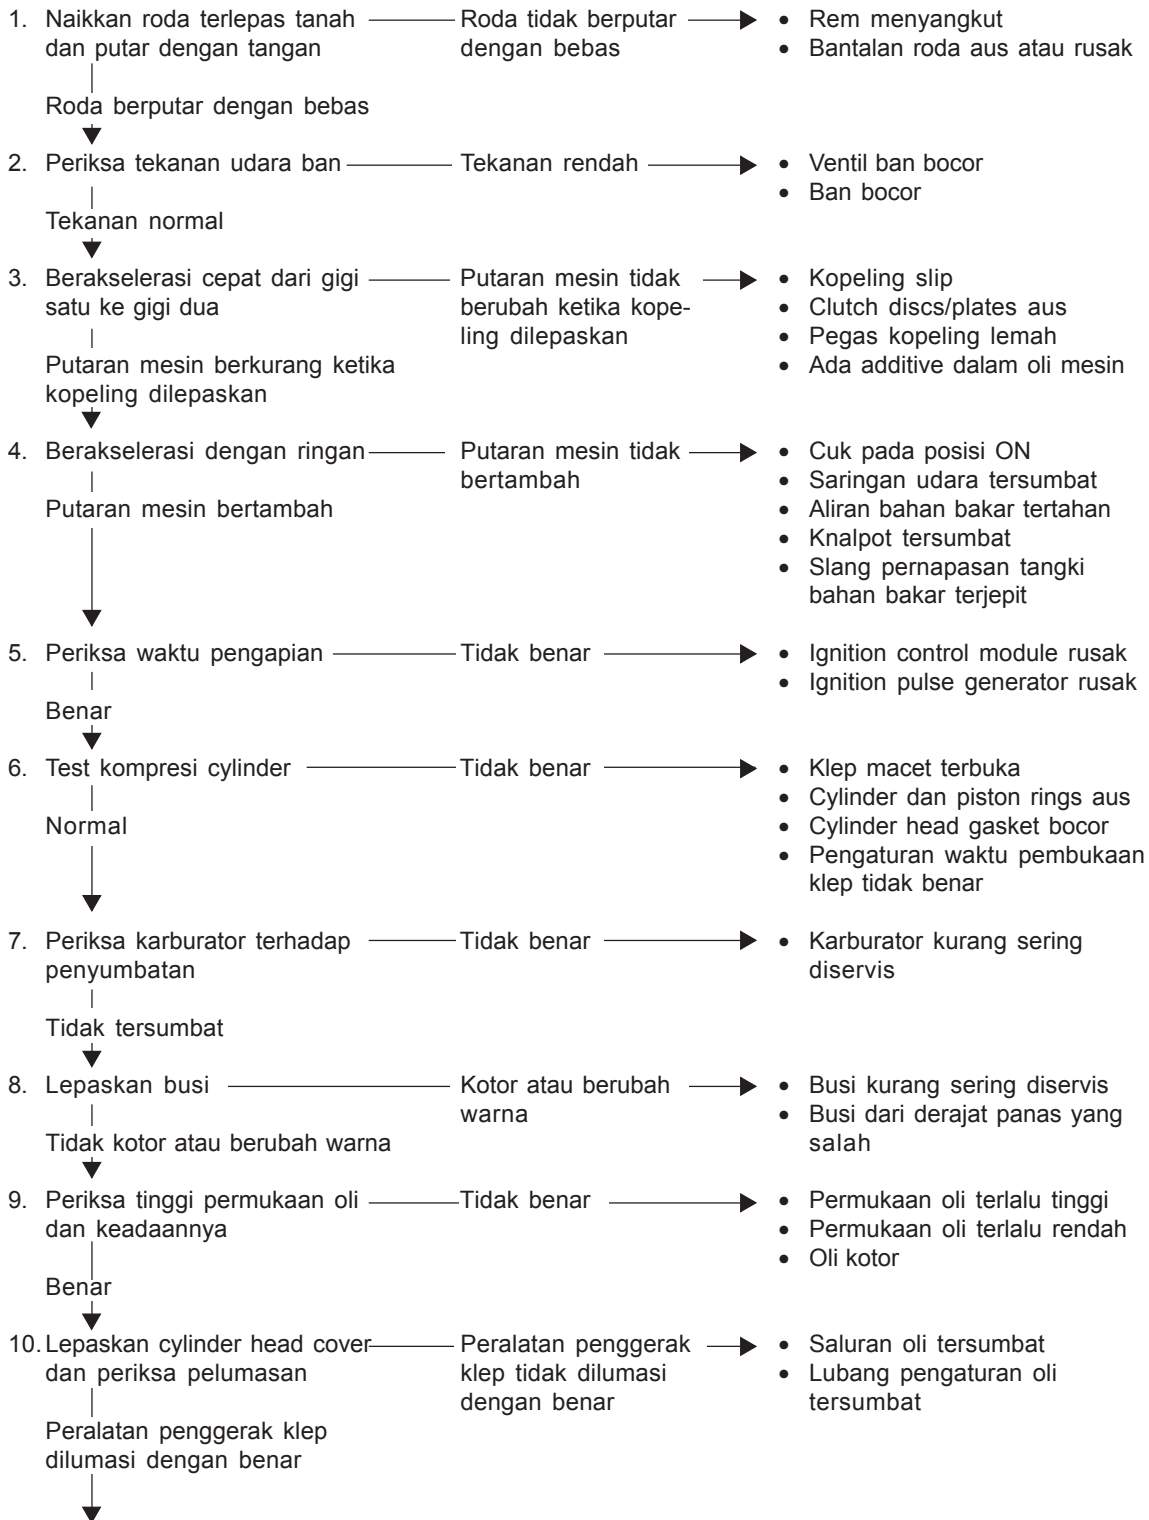 1. Naikkan roda terlepas tanah
dan putar dengan tangan
Roda tidak berputar
dengan bebas
• Rem menyangkut
• Bantalan roda aus atau rusak
Roda berputar dengan bebas
2. Periksa tekanan udara ban
Tekanan rendah
• Ventil ban bocor
• Ban bocor
Tekanan normal
3. Berakselerasi cepat dari gigi
satu ke gigi dua
Putaran mesin tidak
berubah ketika kope-
ling dilepaskan
• Kopeling slip
• Clutch discs/plates aus
• Pegas kopeling lemah
• Ada additive dalam oli mesin
Putaran mesin berkurang ketika
kopeling dilepaskan
4. Berakselerasi dengan ringan
Putaran mesin tidak
bertambah
• Cuk pada posisi ON
• Saringan udara tersumbat
• Aliran bahan bakar tertahan
• Knalpot tersumbat
• Slang pernapasan tangki
bahan bakar terjepit
Putaran mesin bertambah
5. Periksa waktu pengapian
Tidak benar
• Ignition control module rusak
• Ignition pulse generator rusak
Benar
6. Test kompresi cylinder
Tidak benar
• Klep macet terbuka
• Cylinder dan piston rings aus
• Cylinder head gasket bocor
• Pengaturan waktu pembukaan
klep tidak benar
Normal
7. Periksa karburator terhadap
penyumbatan
Tidak benar
• Karburator kurang sering
diservis
Tidak tersumbat
8. Lepaskan busi
Kotor atau berubah
warna
• Busi kurang sering diservis
• Busi dari derajat panas yang
salah
Tidak kotor atau berubah warna
9. Periksa tinggi permukaan oli
dan keadaannya
Tidak benar
• Permukaan oli terlalu tinggi
• Permukaan oli terlalu rendah
• Oli kotor
Benar
10. Lepaskan cylinder head cover
dan periksa pelumasan
Peralatan penggerak
klep tidak dilumasi
dengan benar
• Saluran oli tersumbat
• Lubang pengaturan oli
tersumbat
Peralatan penggerak klep
dilumasi dengan benar